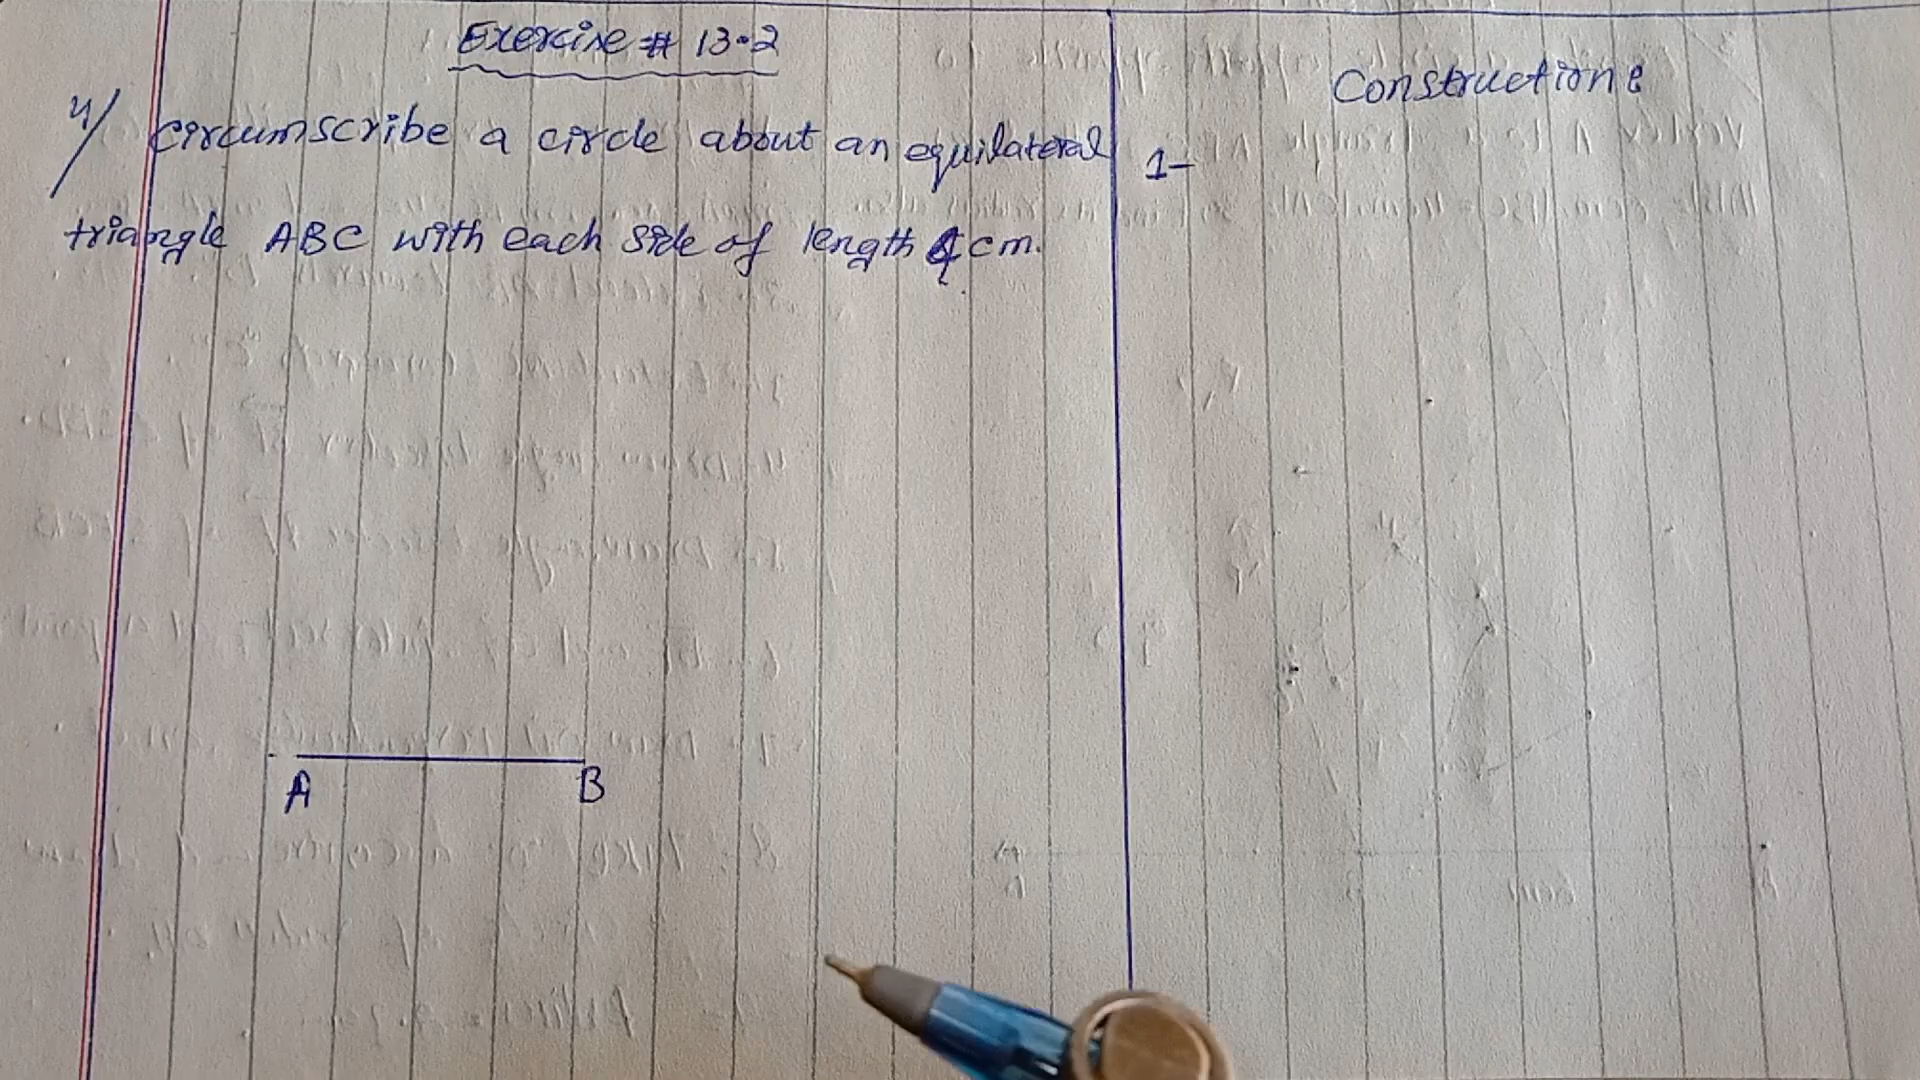 Exercise # 13.2
4/ circumscribe a circle about an equilateral
triangle ABC with each side of length 4 cm.
A B
Construction:
1-